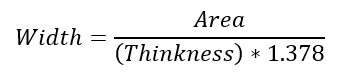 Width = Area / (Thinkness) * 1.378